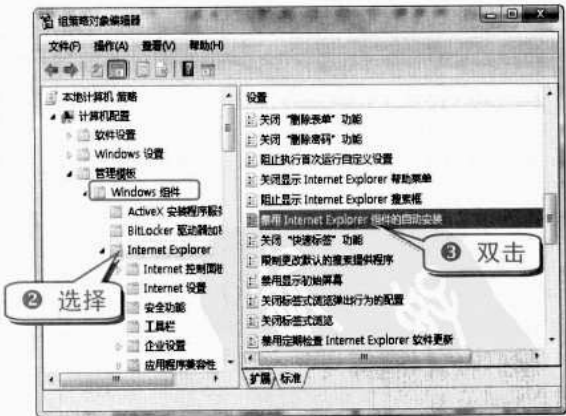 组策略对象编辑器
文件(F) 操作(A) 查看(V) 帮助(H)
本地计算机 策略
计算机配置
软件设置
Windows 设置
管理模板
Windows 组件
ActiveX 安装程序服务
BitLocker 驱动器加密
Internet Explorer
Internet 控制面板
Internet 设置
安全功能
工具栏
企业设置
应用程序兼容性
❷ 选择
设置
关闭“删除表单”功能
关闭“删除密码”功能
阻止执行首次运行自定义设置
关闭显示 Internet Explorer 帮助菜单
阻止显示 Internet Explorer 搜索框
禁用 Internet Explorer 组件的自动安装
关闭“快速标签”功能
限制更改默认的搜索提供程序
禁用显示初始屏幕
关闭标签式浏览弹出行为的配置
关闭标签式浏览
禁用定期检查 Internet Explorer 软件更新
❸ 双击
扩展 标准